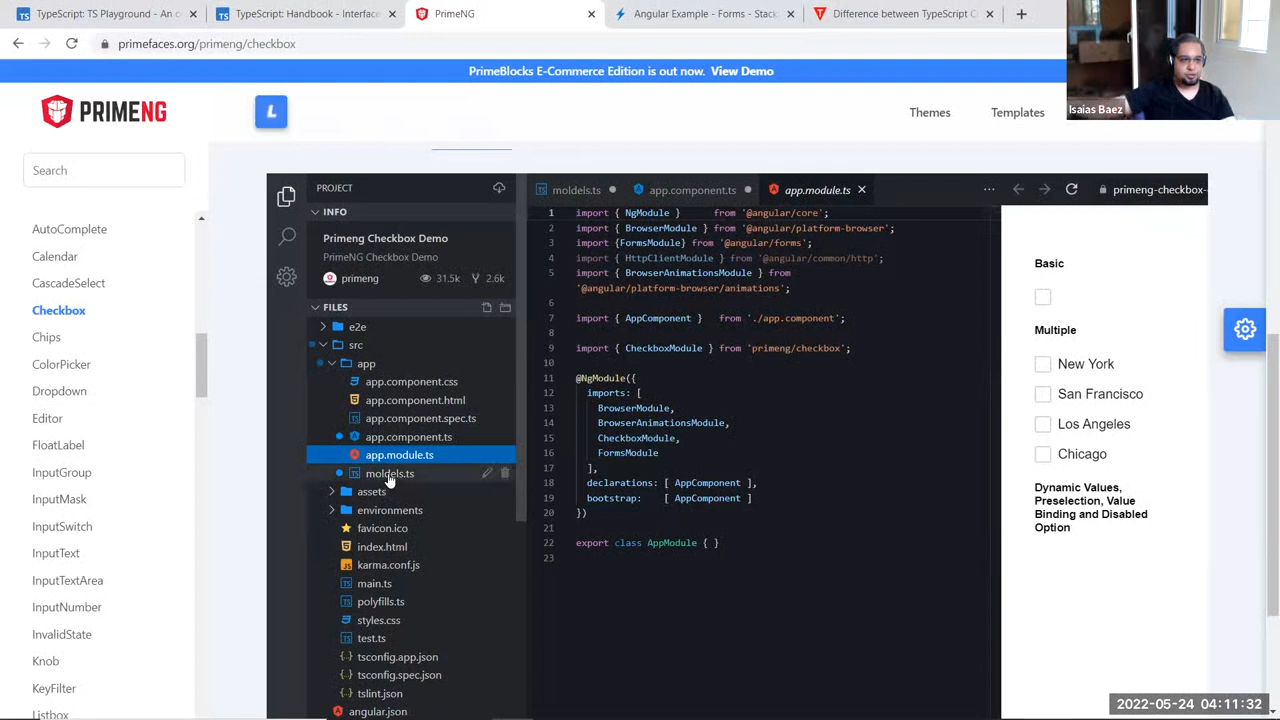 TypeScript: TS Playground - An o
TypeScript: Handbook - Interfac
PrimeNG
Angular Example - Forms - Stack
Difference between TypeScript C
primefaces.org/primeng/checkbox
PrimeBlocks E-Commerce Edition is out now. View Demo
Isaias Baez
PRIMENG
L
Themes
Templates
Search
AutoComplete
Calendar
CascadeSelect
Checkbox
Chips
ColorPicker
Dropdown
Editor
FloatLabel
InputGroup
InputMask
InputSwitch
InputText
InputTextArea
InputNumber
InvalidState
Knob
KeyFilter
Listbox
PROJECT
INFO
Primeng Checkbox Demo
PrimeNG Checkbox Demo
primeng 31.5k 2.6k
FILES
e2e
src
app
app.component.css
app.component.html
app.component.spec.ts
app.component.ts
app.module.ts
moldels.ts
assets
environments
favicon.ico
index.html
karma.conf.js
main.ts
polyfills.ts
styles.css
test.ts
tsconfig.app.json
tsconfig.spec.json
tslint.json
angular.json
moldels.ts
app.component.ts
app.module.ts
primeng-checkbox-
1 import { NgModule } from '@angular/core';
2 import { BrowserModule } from '@angular/platform-browser';
3 import {FormsModule} from '@angular/forms';
4 import { HttpClientModule } from '@angular/common/http';
5 import { BrowserAnimationsModule } from
'@angular/platform-browser/animations';
6
7 import { AppComponent } from './app.component';
8
9 import { CheckboxModule } from 'primeng/checkbox';
10
11 @NgModule({
12 imports: [
13 BrowserModule,
14 BrowserAnimationsModule,
15 CheckboxModule,
16 FormsModule
17 ],
18 declarations: [ AppComponent ],
19 bootstrap: [ AppComponent ]
20 })
21
22 export class AppModule { }
23
Basic
Multiple
New York
San Francisco
Los Angeles
Chicago
Dynamic Values,
Preselection, Value
Binding and Disabled
Option
2022-05-24 04:11:32